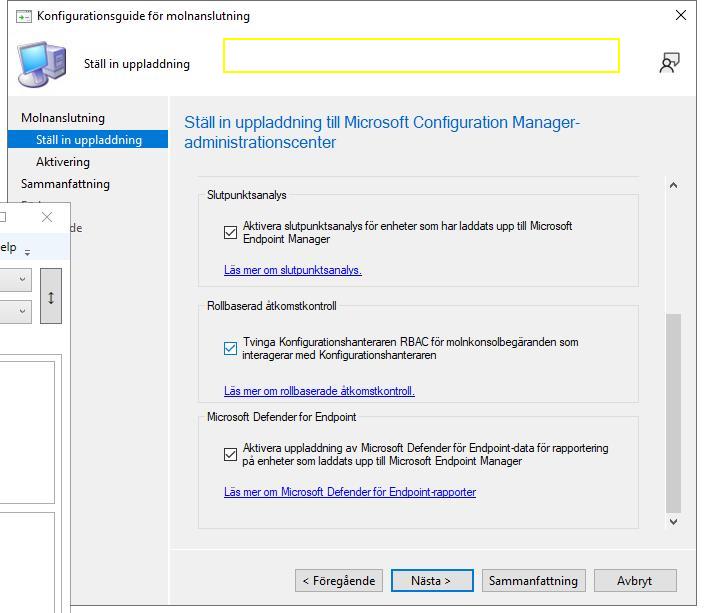 Konfigurationsguide för molnanslutning
Ställ in uppladdning
Molnanslutning
Ställ in uppladdning
Aktivering
Sammanfattning
de
elp
Ställ in uppladdning till Microsoft Configuration Manager-
administrationscenter
Slutpunktsanalys
Aktivera slutpunktsanalys för enheter som har laddats upp till Microsoft
Endpoint Manager
Läs mer om slutpunktsanalys.
Rollbaserad åtkomstkontroll
Tvinga Konfigurationshanteraren RBAC för molnkonsolbegäranden som
interagerar med Konfigurationshanteraren
Läs mer om rollbaserade åtkomstkontroll.
Microsoft Defender for Endpoint
Aktivera uppladdning av Microsoft Defender för Endpoint-data för rapportering
på enheter som laddats upp till Microsoft Endpoint Manager
Läs mer om Microsoft Defender för Endpoint-rapporter
< Föregående
Nästa >
Sammanfattning
Avbryt